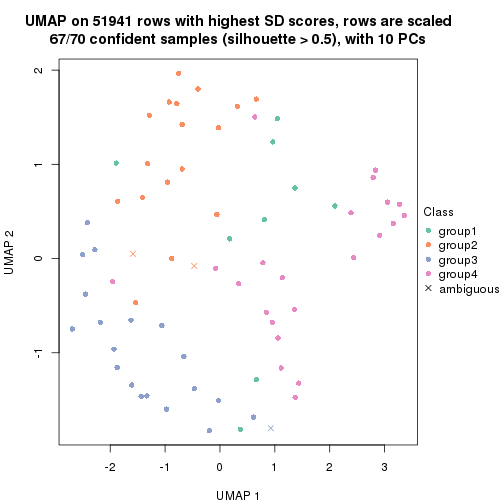 UMAP on 51941 rows with highest SD scores, rows are scaled
67/70 confident samples (silhouette > 0.5), with 10 PCs
2
1
0
-1
UMAP 2
-2
-1
0
1
2
3
UMAP 1
Class
group1
group2
group3
group4
ambiguous